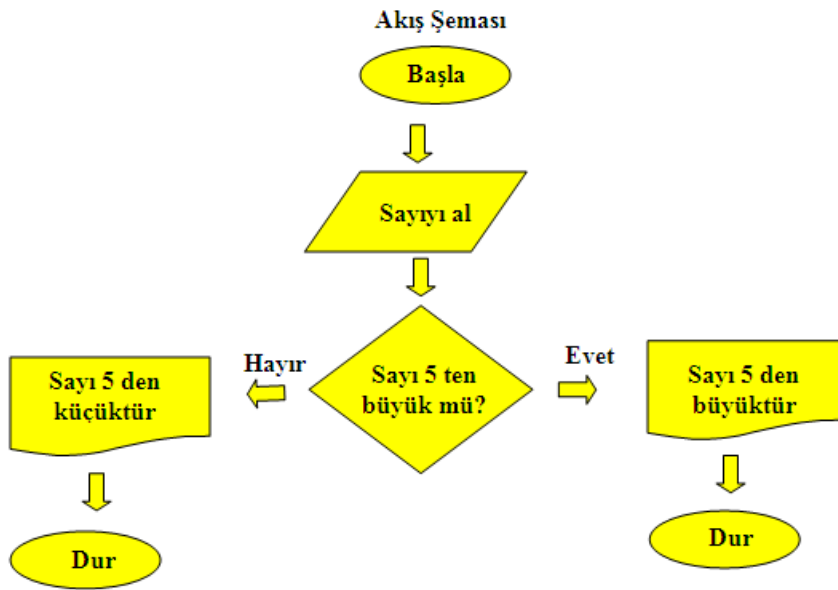 Akış Şeması
Başla
Sayıyı al
Hayır
Evet
Sayı 5 den
küçüktür
Sayı 5 ten
büyük mü?
Sayı 5 den
büyüktür
Dur
Dur